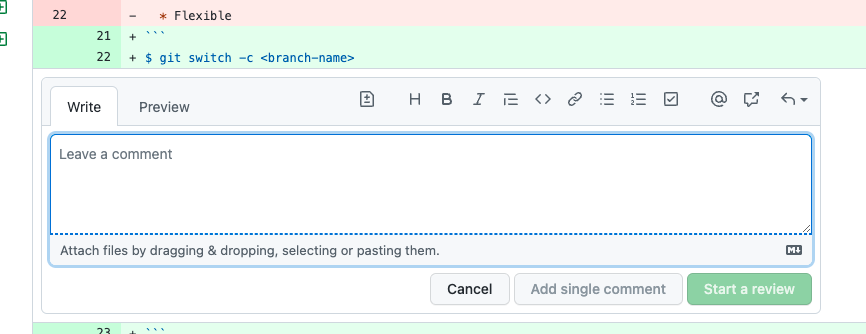 22 - * Flexible
21 + ```
22 + $ git switch -c <branch-name>
Write Preview
Leave a comment
Attach files by dragging & dropping, selecting or pasting them.
Cancel Add single comment Start a review
23 + ```